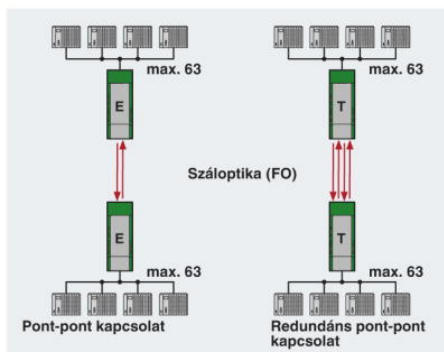 max. 63
max. 63
E
T
Száloptika (FO)
E
T
max. 63
max. 63
Pont-pont kapcsolat
Redundáns pont-pont
kapcsolat